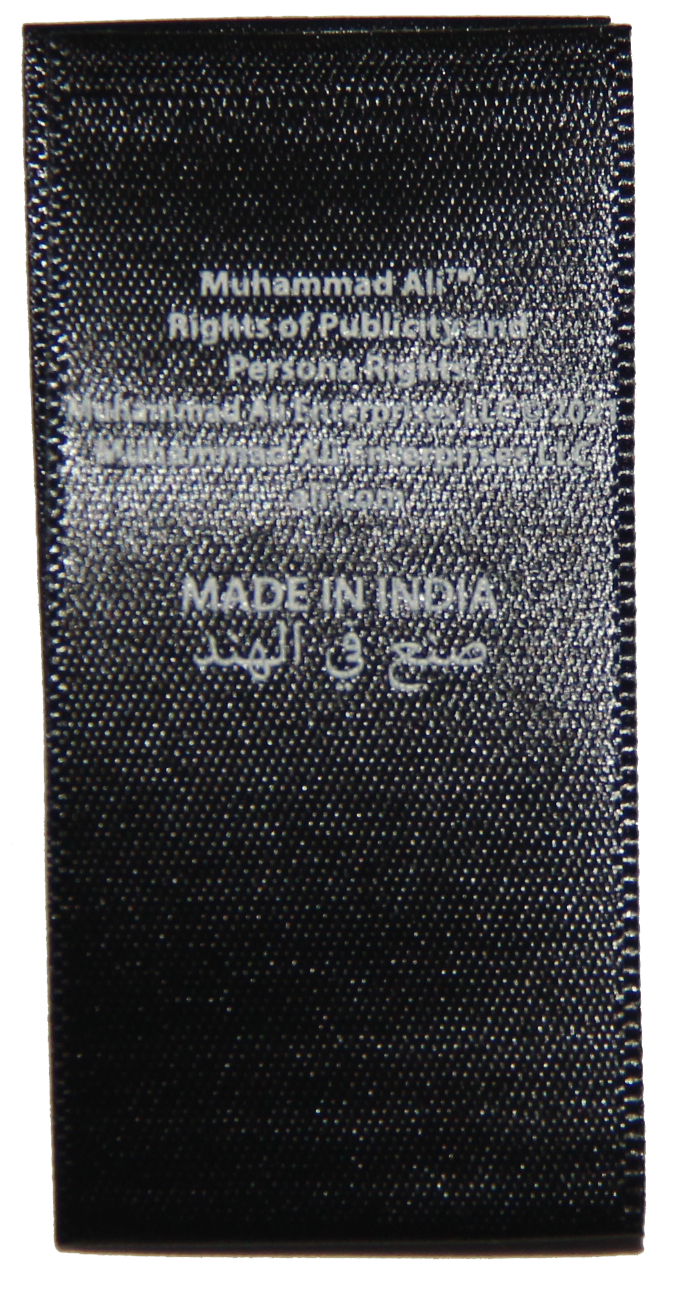 Muhammad Ali™;
Rights of Publicity and
Persona Rights:
Muhammad Ali Enterprises LLC © 2021
Muhammad Ali Enterprises LLC
ali.com
MADE IN INDIA
صنع في الهند